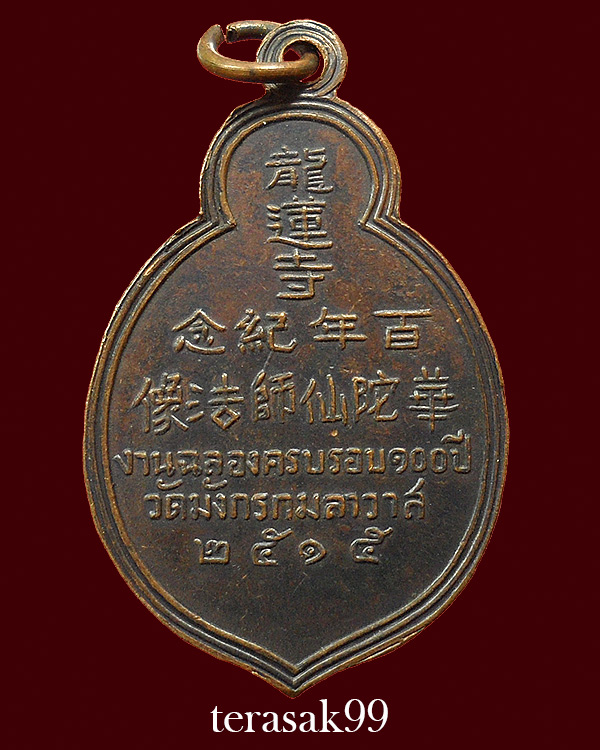 龍蓮寺
百年紀念
華陀仙師法像
งานฉลองครบรอบ๑๐๐ปี
วัดมังกรกมลาวาส
๒๕๑๕
terasak99